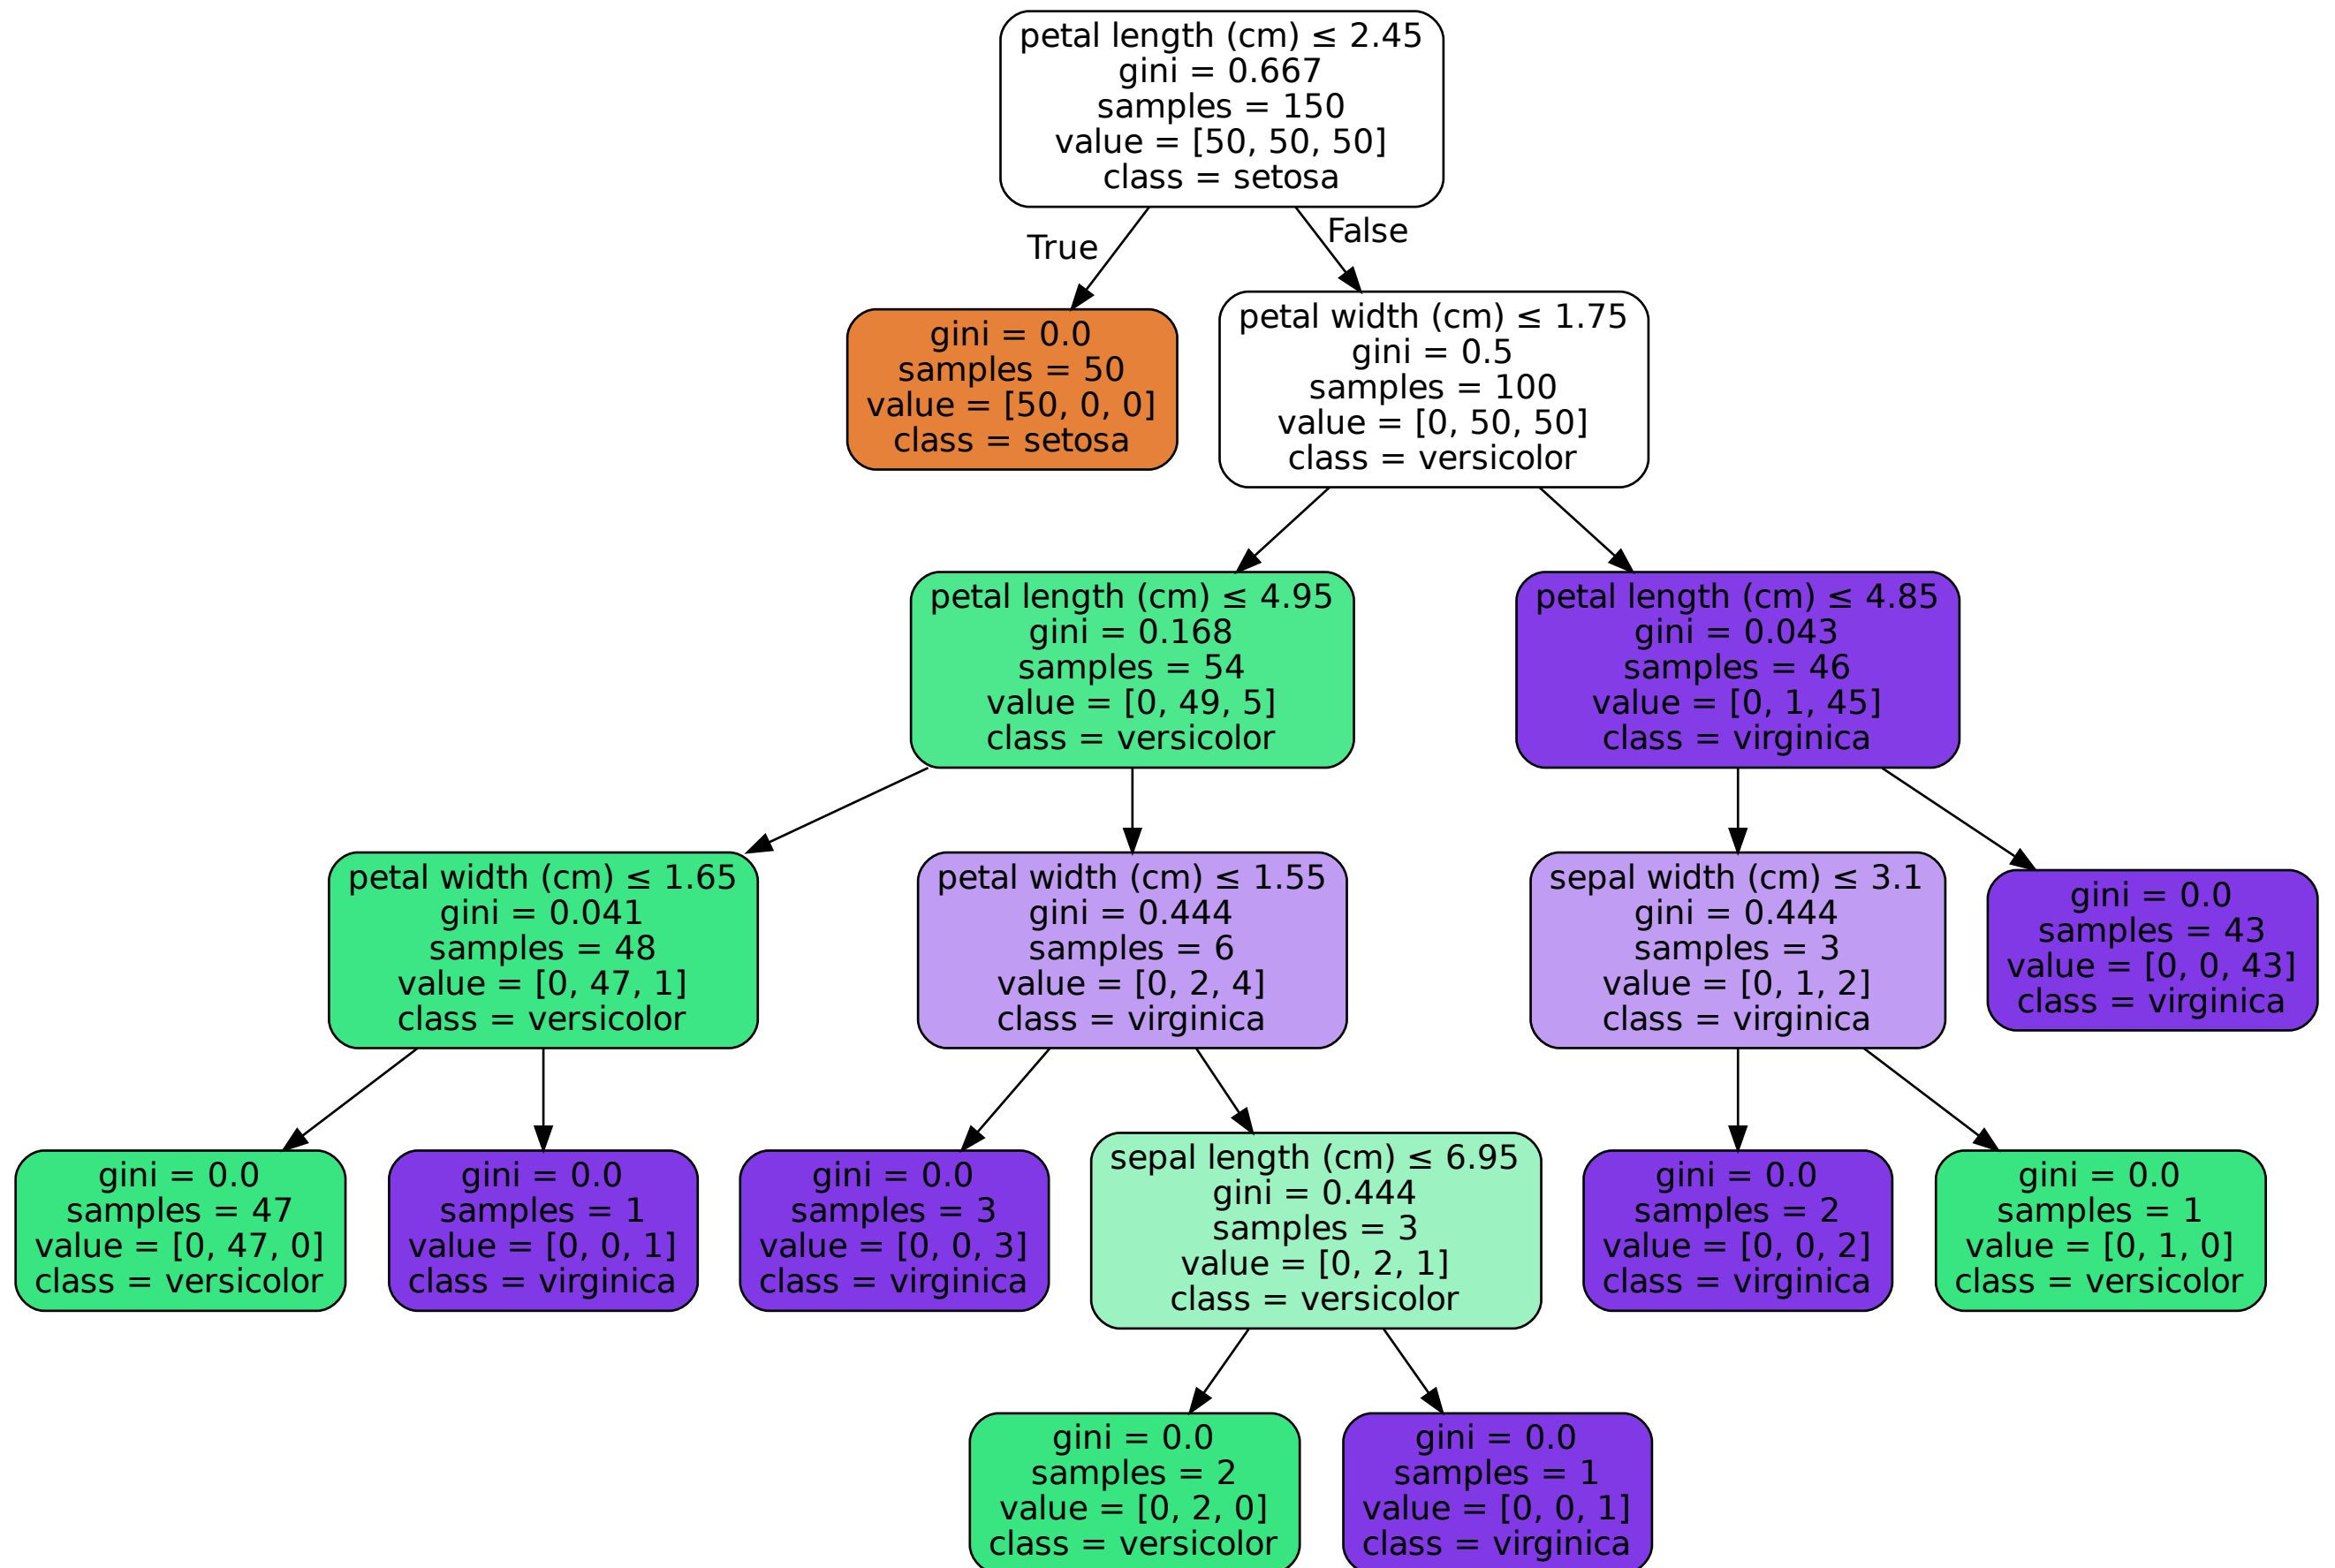 petal length (cm) ≤ 2.45
gini = 0.667
samples = 150
value = [50, 50, 50]
class = setosa
True
False
gini = 0.0
samples = 50
value = [50, 0, 0]
class = setosa
petal width (cm) ≤ 1.75
gini = 0.5
samples = 100
value = [0, 50, 50]
class = versicolor
petal length (cm) ≤ 4.95
gini = 0.168
samples = 54
value = [0, 49, 5]
class = versicolor
petal length (cm) ≤ 4.85
gini = 0.043
samples = 46
value = [0, 1, 45]
class = virginica
petal width (cm) ≤ 1.65
gini = 0.041
samples = 48
value = [0, 47, 1]
class = versicolor
petal width (cm) ≤ 1.55
gini = 0.444
samples = 6
value = [0, 2, 4]
class = virginica
sepal width (cm) ≤ 3.1
gini = 0.444
samples = 3
value = [0, 1, 2]
class = virginica
gini = 0.0
samples = 43
value = [0, 0, 43]
class = virginica
gini = 0.0
samples = 47
value = [0, 47, 0]
class = versicolor
gini = 0.0
samples = 1
value = [0, 0, 1]
class = virginica
gini = 0.0
samples = 3
value = [0, 0, 3]
class = virginica
sepal length (cm) ≤ 6.95
gini = 0.444
samples = 3
value = [0, 2, 1]
class = versicolor
gini = 0.0
samples = 2
value = [0, 0, 2]
class = virginica
gini = 0.0
samples = 1
value = [0, 1, 0]
class = versicolor
gini = 0.0
samples = 2
value = [0, 2, 0]
class = versicolor
gini = 0.0
samples = 1
value = [0, 0, 1]
class = virginica